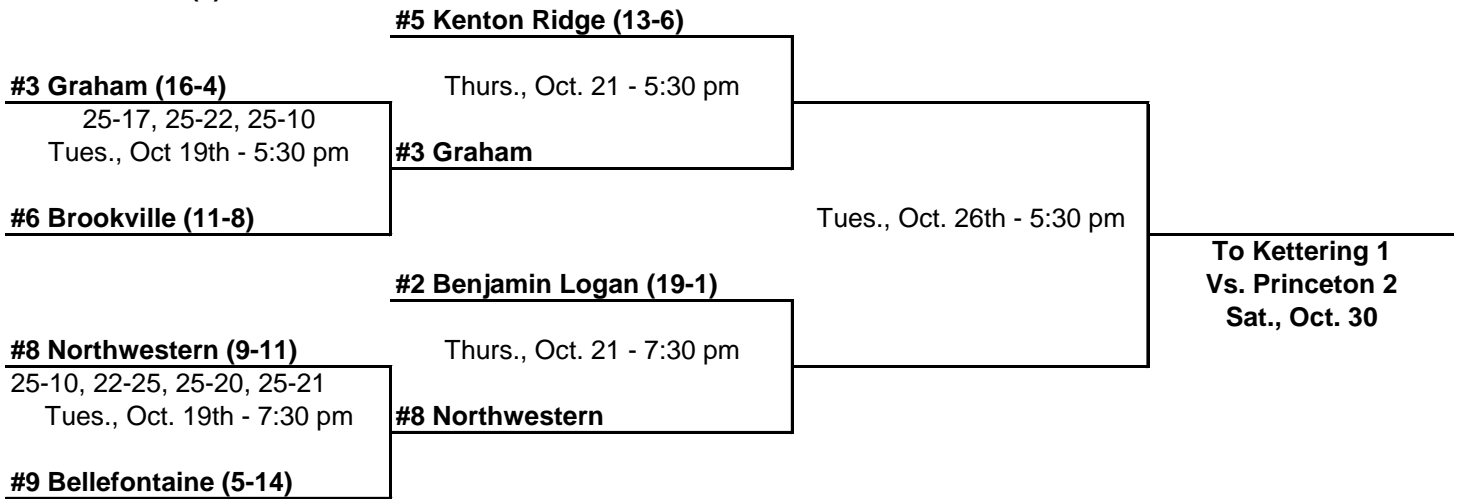 #5 Kenton Ridge (13-6)
#3 Graham (16-4)
Thurs., Oct. 21 - 5:30 pm
25-17, 25-22, 25-10
Tues., Oct 19th - 5:30 pm
#3 Graham
#6 Brookville (11-8)
Tues., Oct. 26th - 5:30 pm
To Kettering 1
Vs. Princeton 2
Sat., Oct. 30
#2 Benjamin Logan (19-1)
#8 Northwestern (9-11)
Thurs., Oct. 21 - 7:30 pm
25-10, 22-25, 25-20, 25-21
Tues., Oct. 19th - 7:30 pm
#8 Northwestern
#9 Bellefontaine (5-14)